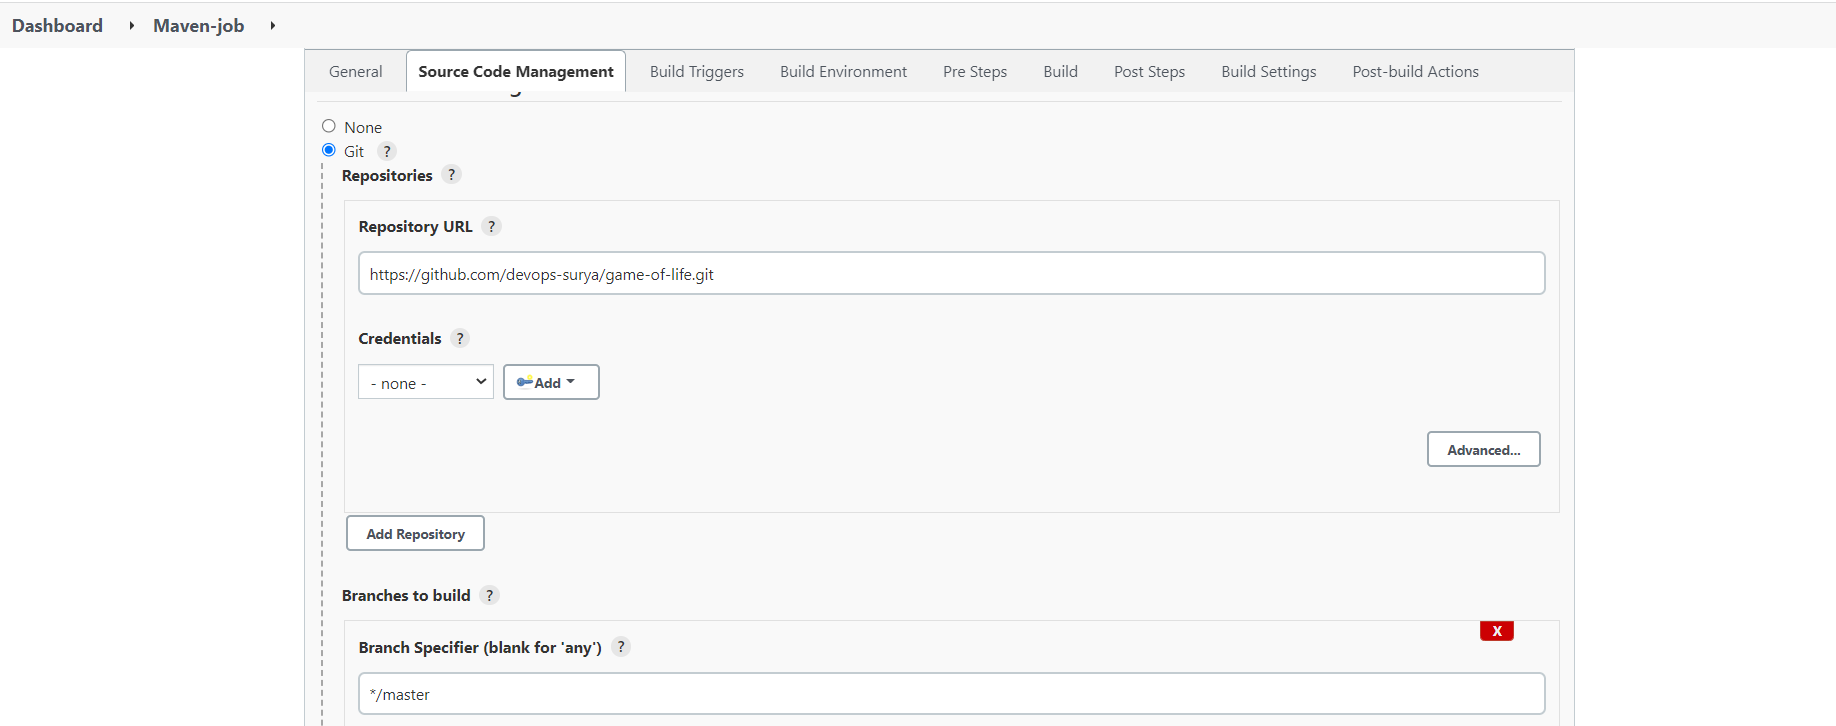 Dashboard Maven-job
General Source Code Management Build Triggers Build Environment Pre Steps Build Post Steps Build Settings Post-build Actions
None
Git ?
Repositories ?
Repository URL ?
https://github.com/devops-surya/game-of-life.git
Credentials ?
- none - Add
Advanced...
Add Repository
Branches to build ?
X
Branch Specifier (blank for 'any') ?
*/master